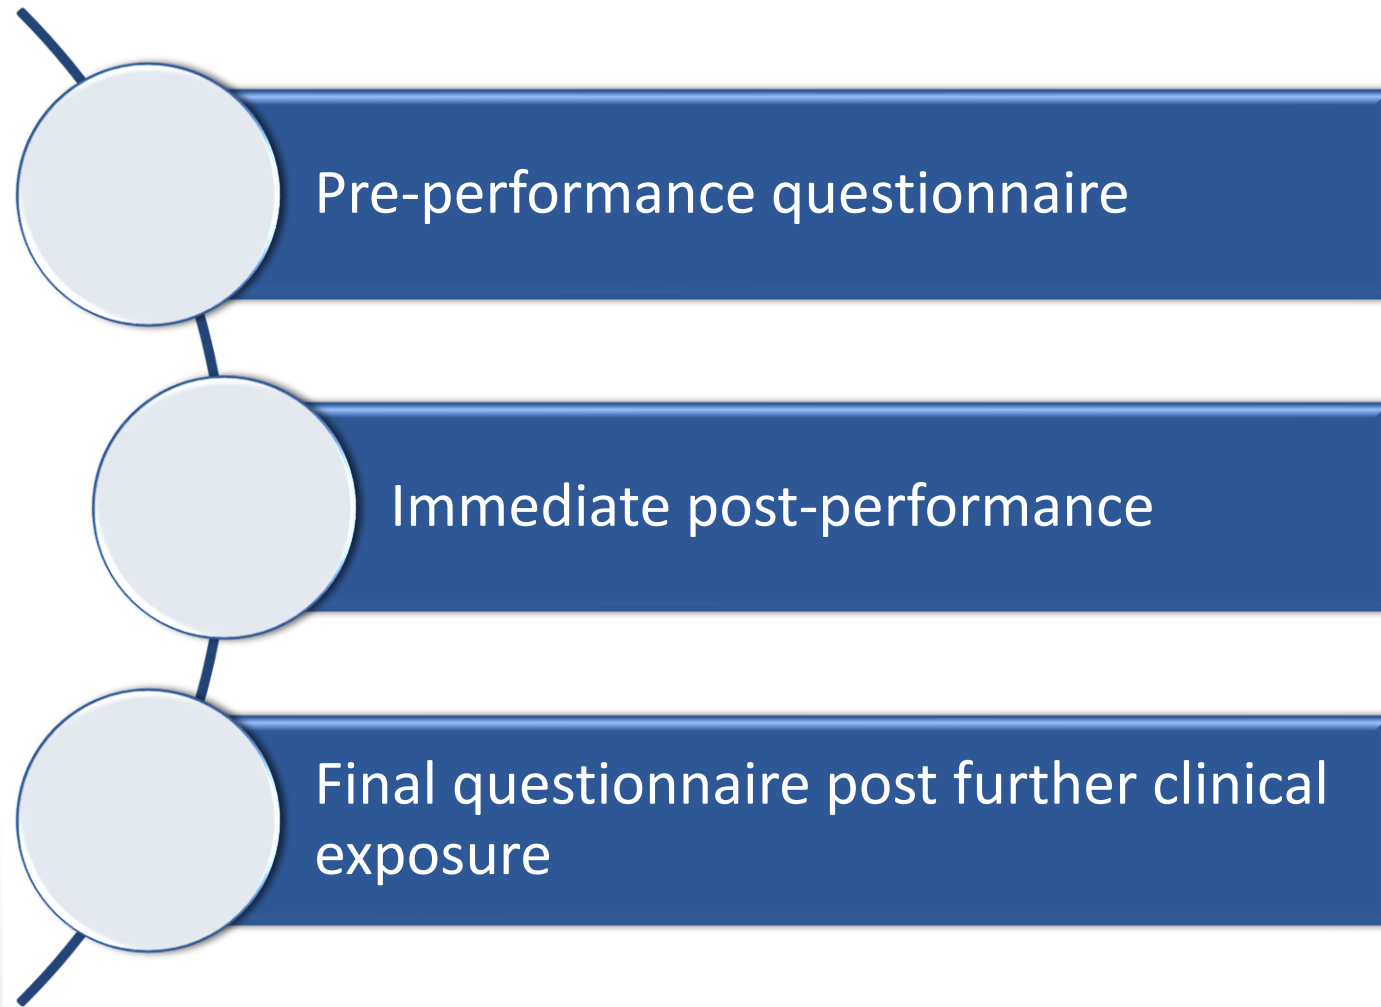 Pre-performance questionnaire
Immediate post-performance
Final questionnaire post further clinical
exposure